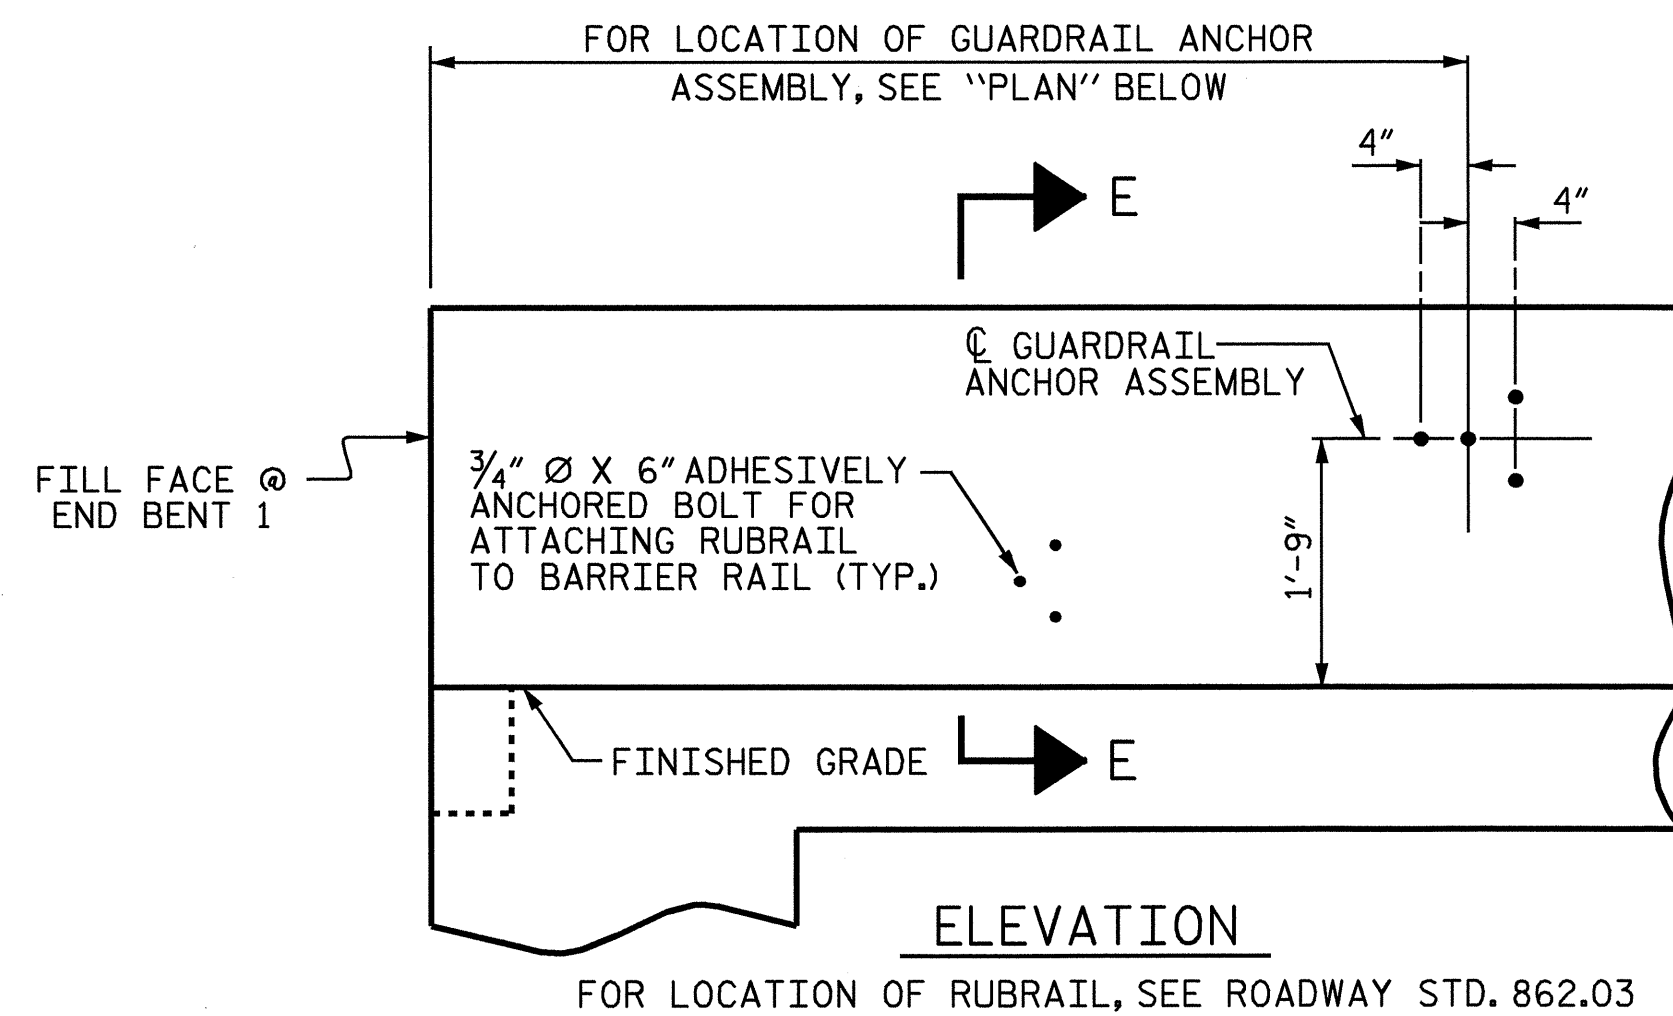 FOR LOCATION OF GUARDRAIL ANCHOR
ASSEMBLY, SEE "PLAN" BELOW
4"
4"
E
℄ GUARDRAIL
ANCHOR ASSEMBLY
FILL FACE @
END BENT 1
¾" Ø X 6" ADHESIVELY
ANCHORED BOLT FOR
ATTACHING RUBRAIL
TO BARRIER RAIL (TYP.)
1'-9"
FINISHED GRADE
E
ELEVATION
FOR LOCATION OF RUBRAIL, SEE ROADWAY STD. 862.03